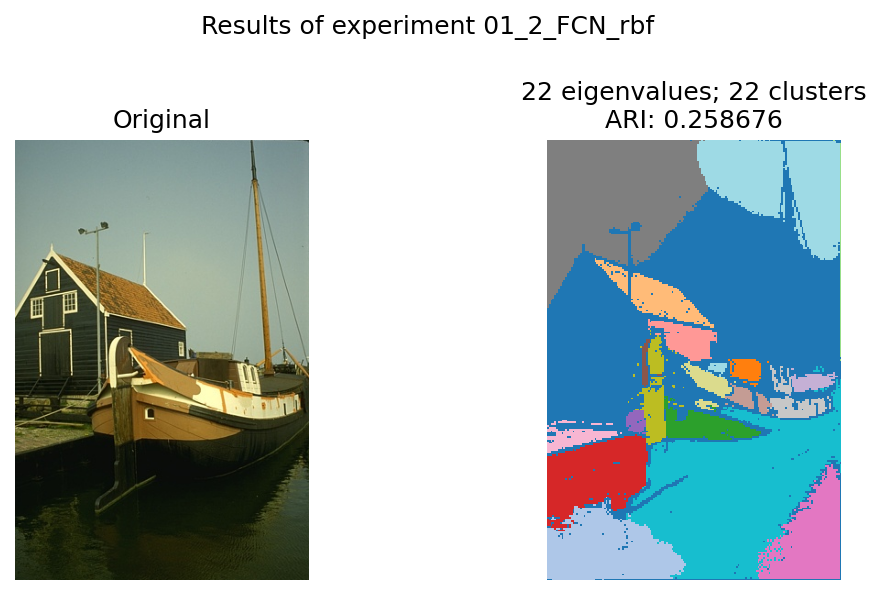 Results of experiment 01_2_FCN_rbf
Original
22 eigenvalues; 22 clusters
ARI: 0.258676